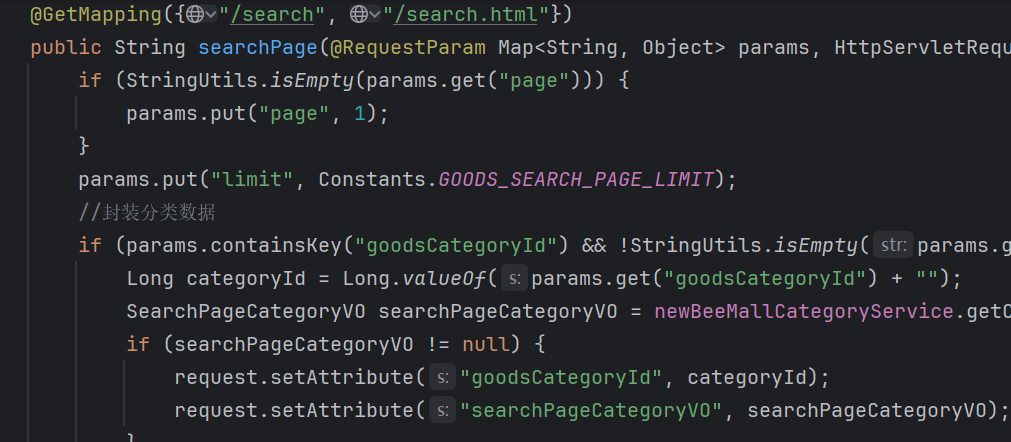 @GetMapping({"/search", "/search.html"})
public String searchPage(@RequestParam Map<String, Object> params, HttpServletRequ
if (StringUtils.isEmpty(params.get("page"))) {
params.put("page", 1);
}
params.put("limit", Constants.GOODS_SEARCH_PAGE_LIMIT);
//封装分类数据
if (params.containsKey("goodsCategoryId") && !StringUtils.isEmpty( str: params.g
Long categoryId = Long.valueOf( s: params.get("goodsCategoryId") + "");
SearchPageCategoryVO searchPageCategoryVO = newBeeMallCategoryService.getC
if (searchPageCategoryVO != null) {
request.setAttribute( s: "goodsCategoryId", categoryId);
request.setAttribute( s: "searchPageCategoryVO", searchPageCategoryVO);
}